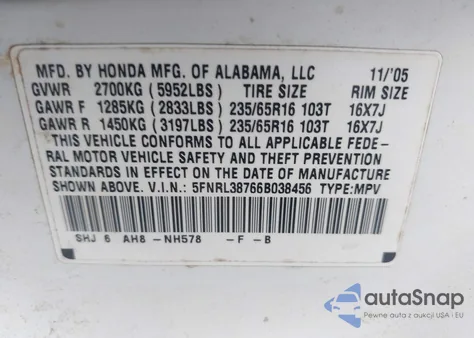 MFD. BY HONDA MFG. OF ALABAMA, LLC 11/'05
GVWR 2700KG (5952LBS) TIRE SIZE RIM SIZE
GAWR F 1285KG (2833LBS) 235/65R16 103T 16X7J
GAWR R 1450KG (3197LBS) 235/65R16 103T 16X7J
THIS VEHICLE CONFORMS TO ALL APPLICABLE FEDE-
RAL MOTOR VEHICLE SAFETY AND THEFT PREVENTION
STANDARDS IN EFFECT ON THE DATE OF MANUFACTURE
SHOWN ABOVE. V.I.N.: 5FNRL38766B038456 TYPE:MPV
SHJ 6 AH8 -NH578 -F -B
autoSnap
Pewne auta z aukcji USA i EU